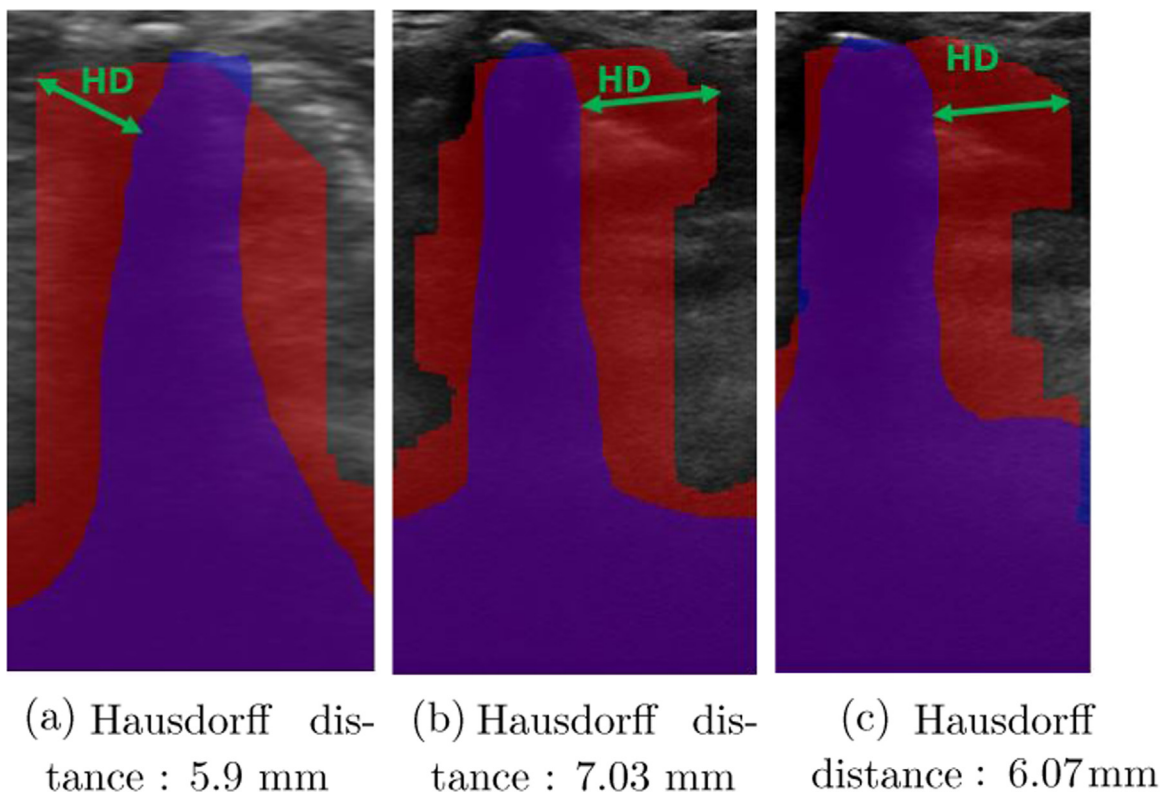 HD
HD
HD
(a) Hausdorff dis-
tance : 5.9 mm
(b) Hausdorff dis-
tance : 7.03 mm
(c) Hausdorff
distance : 6.07mm